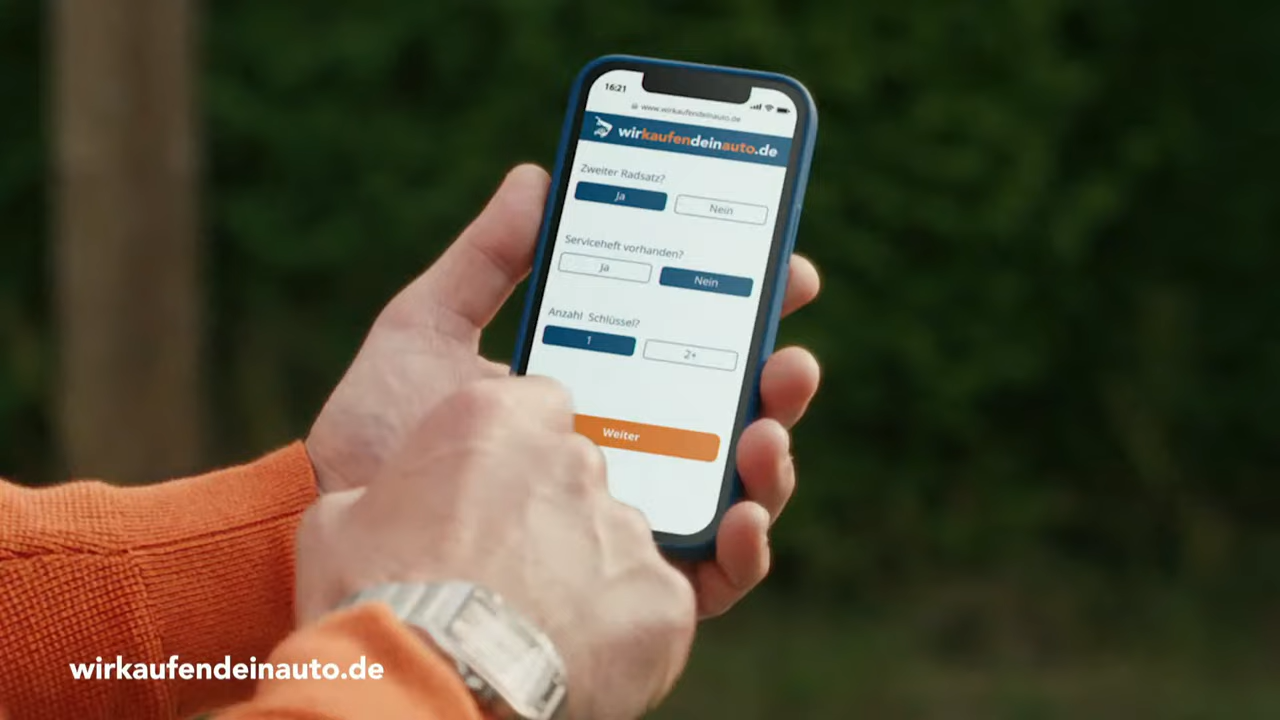 16:21
www.wirkaufendeinauto.de
wirkaufendeinauto.de
Zweiter Radsatz?
Ja Nein
Serviceheft vorhanden?
Ja Nein
Anzahl Schlüssel?
1 2+
Weiter
wirkaufendeinauto.de